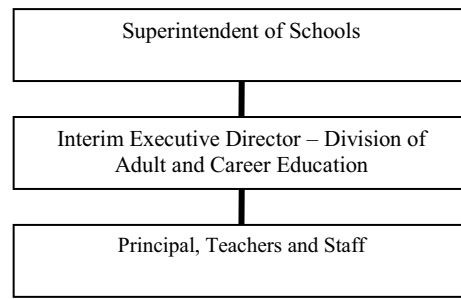 Superintendent of Schools
Interim Executive Director – Division of
Adult and Career Education
Principal, Teachers and Staff